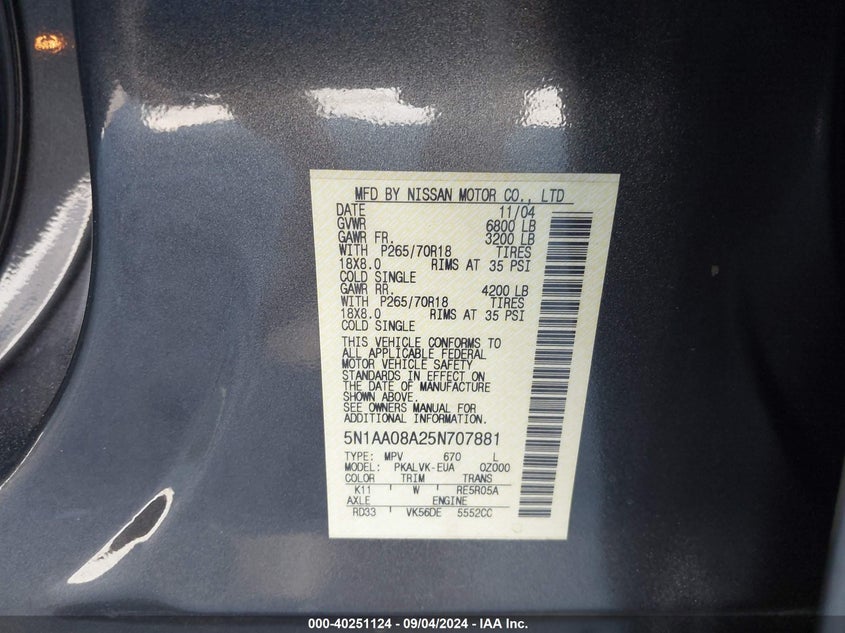 MFD BY NISSAN MOTOR CO., LTD
DATE 11/04
GVWR 6800 LB
GAWR FR. 3200 LB
WITH P265/70R18 TIRES
18X8.0 RIMS AT 35 PSI
COLD SINGLE
GAWR RR. 4200 LB
WITH P265/70R18 TIRES
18X8.0 RIMS AT 35 PSI
COLD SINGLE
THIS VEHICLE CONFORMS TO
ALL APPLICABLE FEDERAL
MOTOR VEHICLE SAFETY
STANDARDS IN EFFECT ON
THE DATE OF MANUFACTURE
SHOWN ABOVE.
SEE OWNERS MANUAL FOR
ADDITIONAL INFORMATION.
5N1AA08A25N707881
TYPE: MPV 670 L
MODEL: PKALVK-EUA 0Z000
COLOR TRIM TRANS
K11 W RE5R05A
AXLE ENGINE
RD33 VK56DE 5552CC
000-40251124 - 09/04/2024 - IAA Inc.